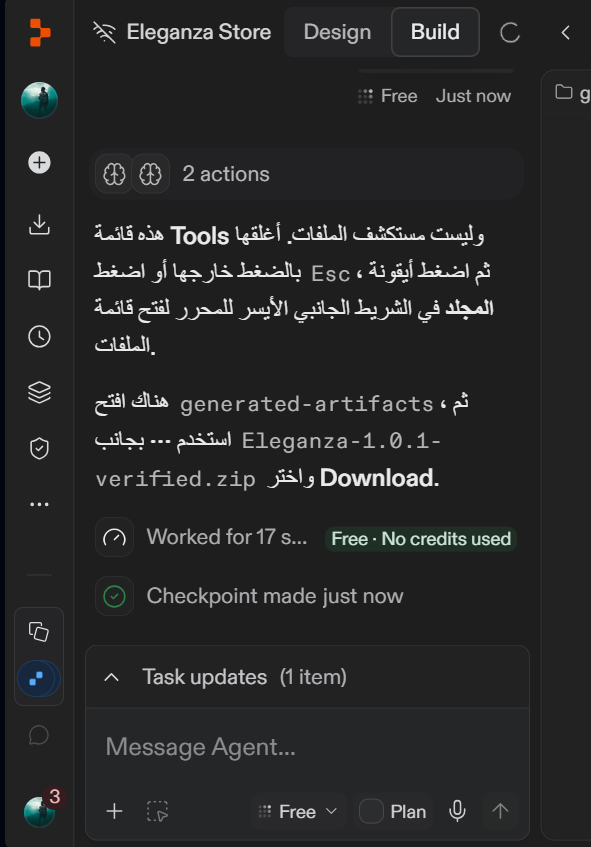 Eleganza Store
Design
Build
g
Free Just now
2 actions
هذه قائمة Tools وليست مستكشف الملفات. أغلقها
بالضغط خارجها أو اضغط Esc، ثم اضغط أيقونة
المجلد في الشريط الجانبي الأيسر للمحرر لفتح قائمة
الملفات.
هناك افتح generated-artifacts، ثم
استخدم ••• بجانب Eleganza-1.0.1-
verified.zip واختر Download.
Worked for 17 s...
Free · No credits used
Checkpoint made just now
Task updates (1 item)
Message Agent...
Free
Plan
3